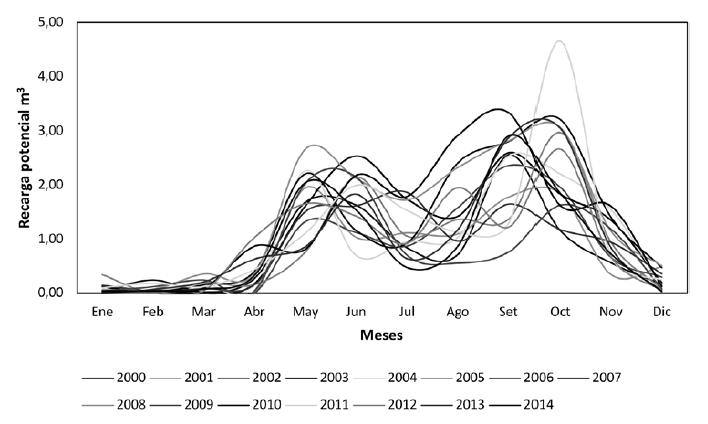 5,00
4,00
3,00
2,00
1,00
0,00
Recarga potencial m³
Ene Feb Mar Abr May Jun Jul Ago Set Oct Nov Dic
Meses
2000 2001 2002 2003 2004 2005 2006 2007
2008 2009 2010 2011 2012 2013 2014